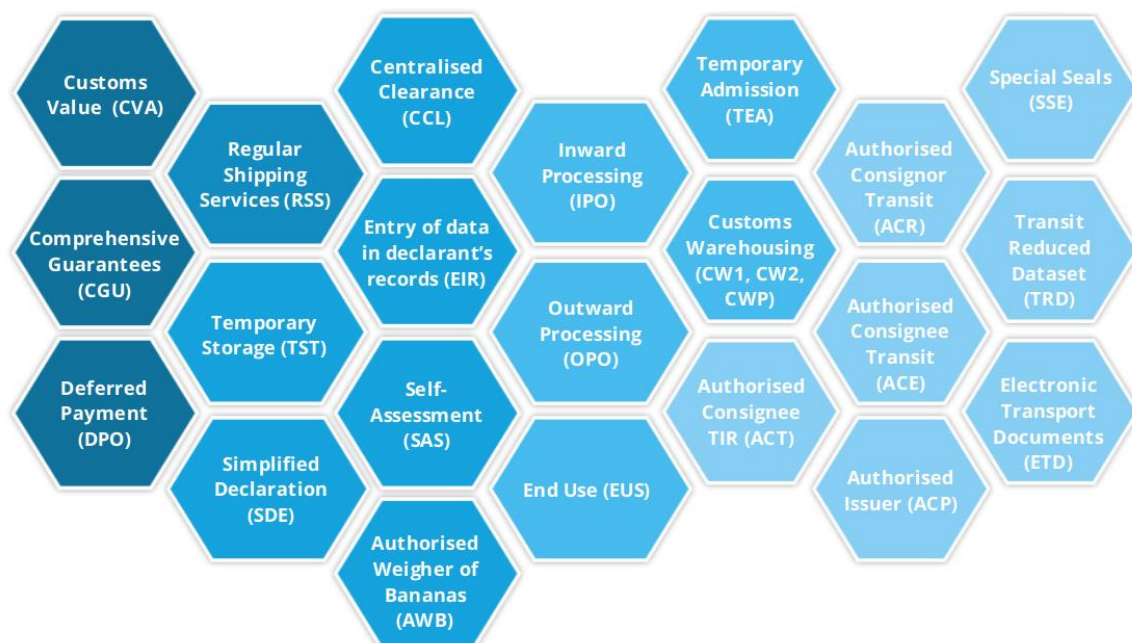 Customs
Value (CVA)
Comprehensive
Guarantees
(CGU)
Deferred
Payment
(DPO)
Regular
Shipping
Services (RSS)
Temporary
Storage (TST)
Simplified
Declaration
(SDE)
Centralised
Clearance
(CCL)
Entry of data
in declarant’s
records (EIR)
Self-
Assessment
(SAS)
Authorised
Weigher of
Bananas
(AWB)
Inward
Processing
(IPO)
Outward
Processing
(OPO)
End Use (EUS)
Temporary
Admission
(TEA)
Customs
Warehousing
(CW1, CW2,
CWP)
Authorised
Consignee
TIR (ACT)
Authorised
Consignor
Transit
(ACR)
Authorised
Consignee
Transit
(ACE)
Authorised
Issuer (ACP)
Special Seals
(SSE)
Transit
Reduced
Dataset
(TRD)
Electronic
Transport
Documents
(ETD)